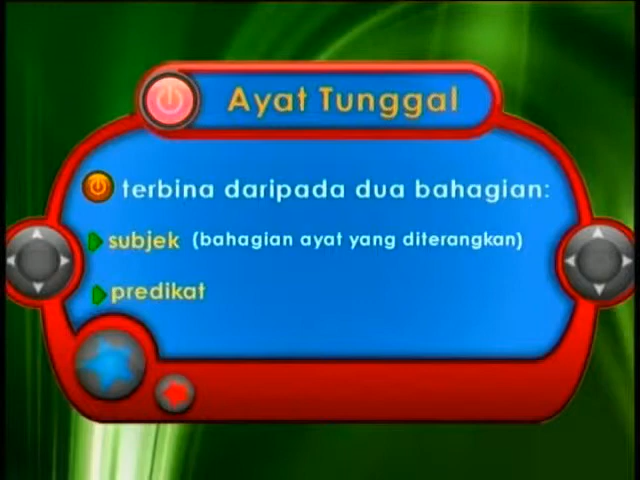 Ayat Tunggal
terbina daripada dua bahagian:
subjek (bahagian ayat yang diterangkan)
predikat